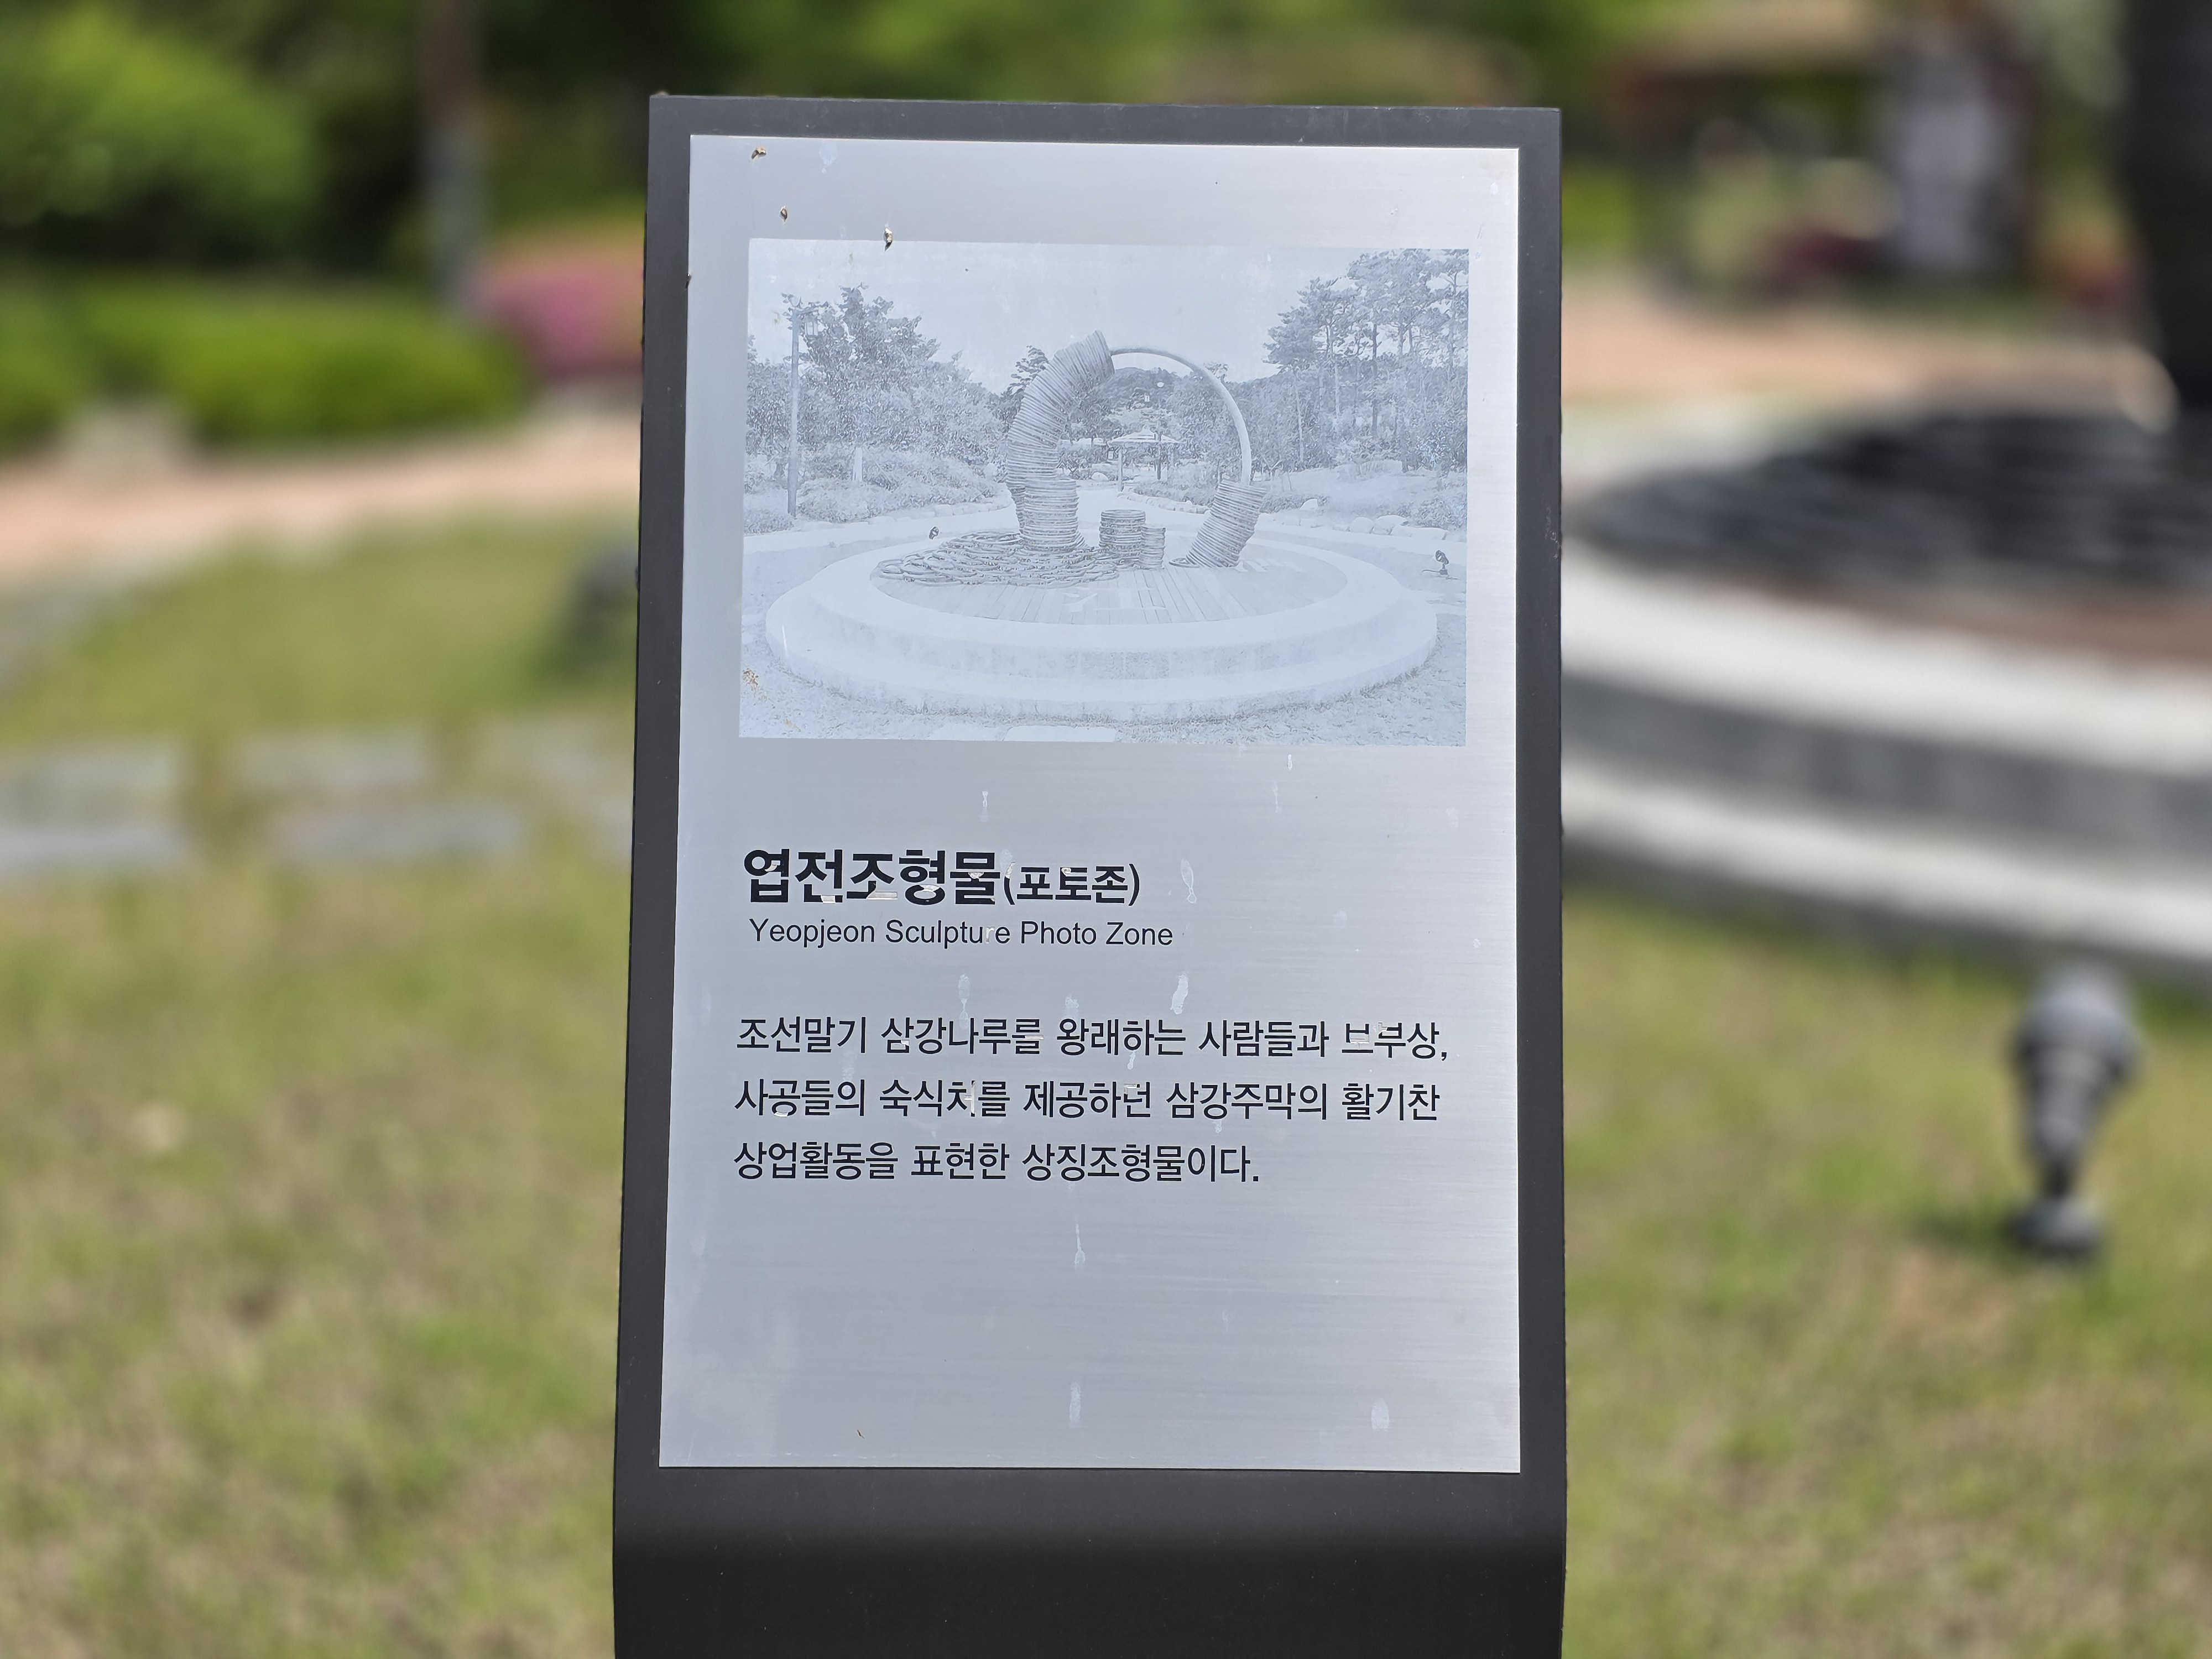 엽전조형물(포토존)
Yeopjeon Sculpture Photo Zone
조선말기 삼강나루를 왕래하는 사람들과 보부상,
사공들의 숙식처를 제공하던 삼강주막의 활기찬
상업활동을 표현한 상징조형물이다.